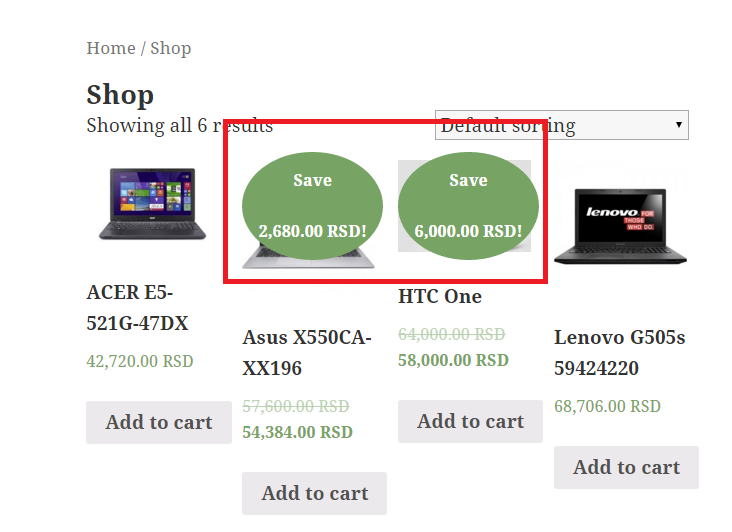 Home / Shop
Shop
Showing all 6 results
Default sorting
Save
2,680.00 RSD!
Save
6,000.00 RSD!
lenovo FOR
THOSE
WHO DO.
ACER E5-
521G-47DX
42,720.00 RSD
Add to cart
Asus X550CA-
XX196
57,600.00 RSD
54,384.00 RSD
Add to cart
HTC One
64,000.00 RSD
58,000.00 RSD
Add to cart
Lenovo G505s
59424220
68,706.00 RSD
Add to cart